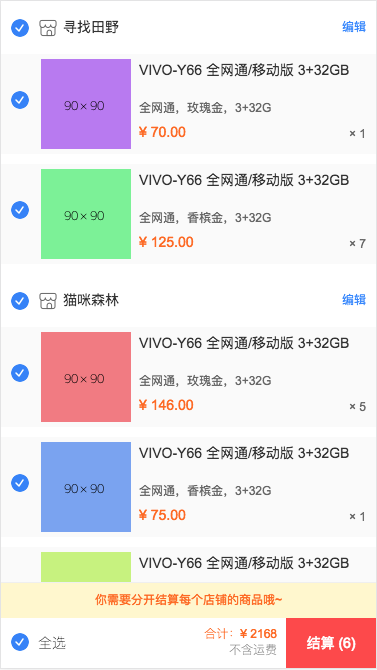 寻找田野 编辑
VIVO-Y66 全网通/移动版 3+32GB
90×90
全网通，玫瑰金，3+32G
¥ 70.00 × 1
VIVO-Y66 全网通/移动版 3+32GB
90×90
全网通，香槟金，3+32G
¥ 125.00 × 7
猫咪森林 编辑
VIVO-Y66 全网通/移动版 3+32GB
90×90
全网通，玫瑰金，3+32G
¥ 146.00 × 5
VIVO-Y66 全网通/移动版 3+32GB
90×90
全网通，香槟金，3+32G
¥ 75.00 × 1
VIVO-Y66 全网通/移动版 3+32GB
你需要分开结算每个店铺的商品哦~
全选 合计：¥ 2168 结算 (6)
不含运费